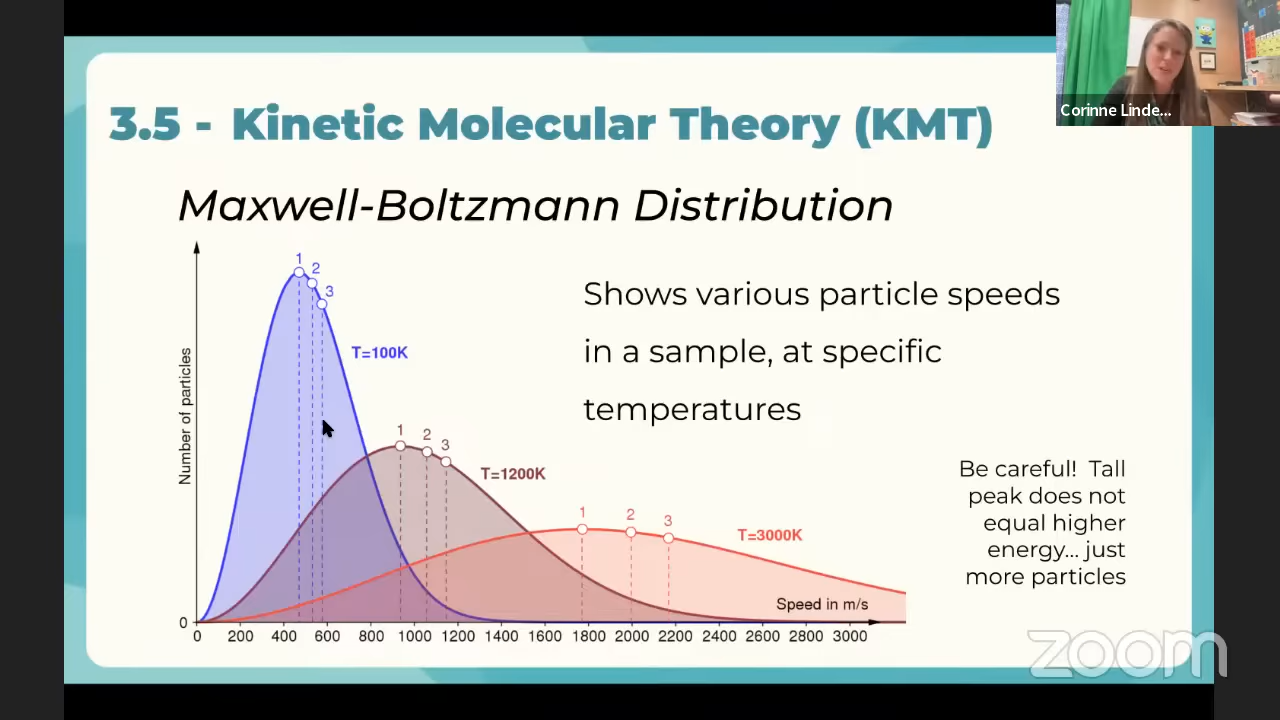 Corinne Linde...
3.5 - Kinetic Molecular Theory (KMT)
Maxwell-Boltzmann Distribution
1
2
3
T=100K
Shows various particle speeds
in a sample, at specific
temperatures
Number of particles
1
2
3
T=1200K
Be careful! Tall
peak does not
equal higher
energy... just
more particles
1
2
3
T=3000K
Speed in m/s
0
0 200 400 600 800 1000 1200 1400 1600 1800 2000 2200 2400 2600 2800 3000
zoom